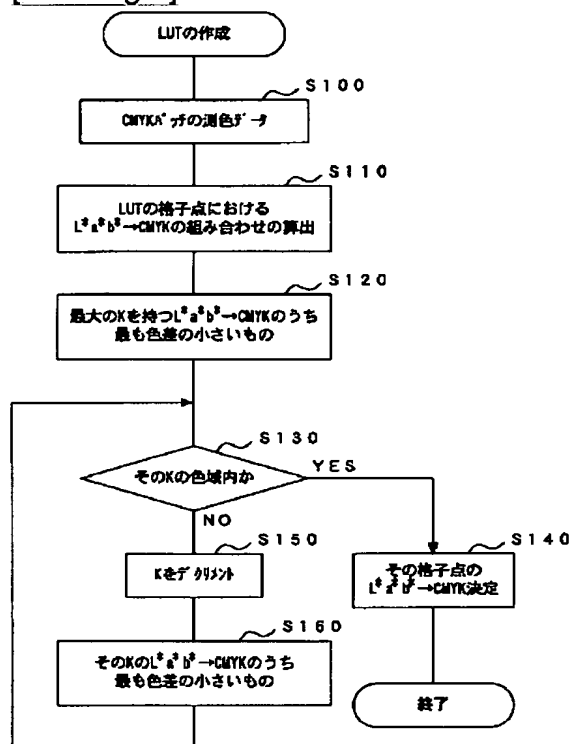 LUTの作成
S100
CMYKパッチの測色データ
S110
LUTの格子点における
L*a*b*→CMYKの組み合わせの算出
S120
最大のKを持つL*a*b*→CMYKのうち
最も色差の小さいもの
S130
そのKの色域内か
YES
NO
S150
Kをデクリメント
S140
その格子点の
L*a*b*→CMYK決定
S160
そのKのL*a*b*→CMYKのうち
最も色差の小さいもの
終了